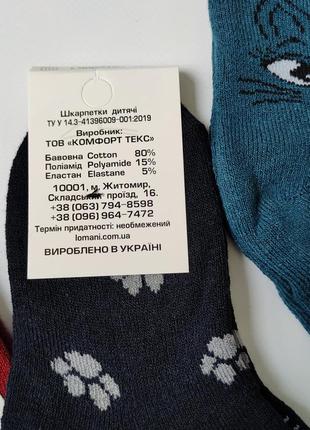 Шкарпетки дитячі
ТУ У 14.3-41396009-001:2019
Виробник:
ТОВ «КОМФОРТ ТЕКС»
Бавовна Cotton 80%
Поліамід Polyamide 15%
Еластан Elastane 5%
10001, м. Житомир,
Складський проїзд, 16.
+38 (063) 794-8598
+38 (096) 964-7472
Термін придатності: необмежений
lomani.com.ua
ВИРОБЛЕНО В УКРАЇНІ